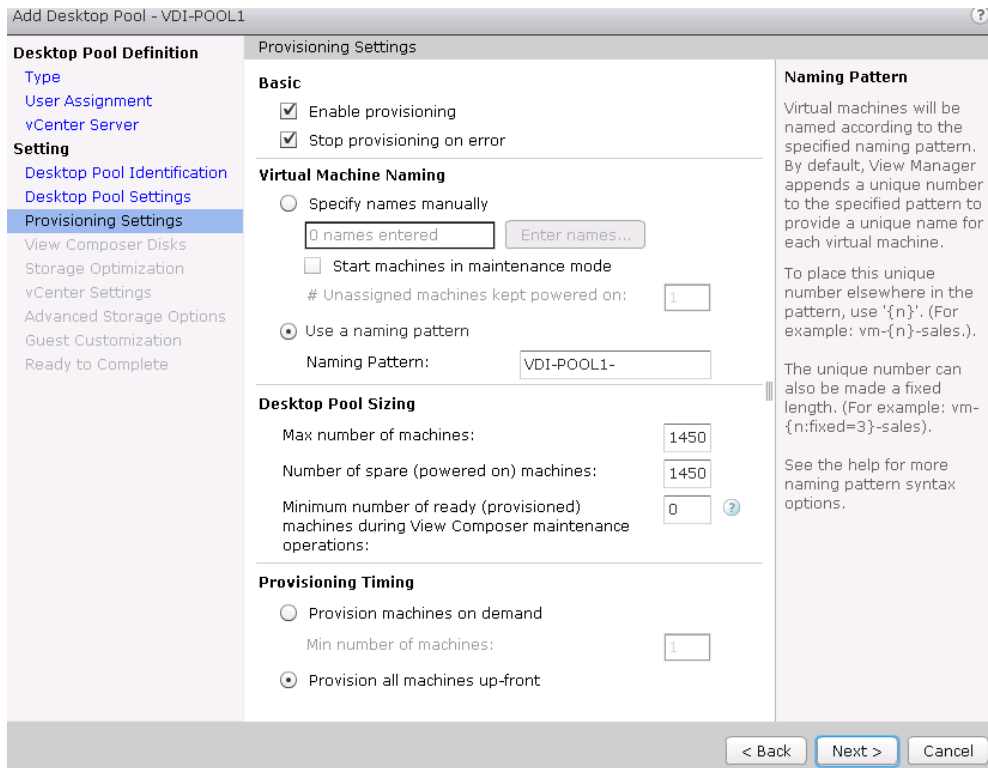 Add Desktop Pool - VDI-POOL1
?
Desktop Pool Definition
Type
User Assignment
vCenter Server
Setting
Desktop Pool Identification
Desktop Pool Settings
Provisioning Settings
View Composer Disks
Storage Optimization
vCenter Settings
Advanced Storage Options
Guest Customization
Ready to Complete
Provisioning Settings
Basic
Enable provisioning
Stop provisioning on error
Virtual Machine Naming
Specify names manually
0 names entered
Enter names...
Start machines in maintenance mode
# Unassigned machines kept powered on:
1
Use a naming pattern
Naming Pattern:
VDI-POOL1-
Desktop Pool Sizing
Max number of machines:
1450
Number of spare (powered on) machines:
1450
Minimum number of ready (provisioned)
machines during View Composer maintenance
operations:
0
?
Provisioning Timing
Provision machines on demand
Min number of machines:
1
Provision all machines up-front
Naming Pattern
Virtual machines will be
named according to the
specified naming pattern.
By default, View Manager
appends a unique number
to the specified pattern to
provide a unique name for
each virtual machine.
To place this unique
number elsewhere in the
pattern, use '{n}'. (For
example: vm-{n}-sales.).
The unique number can
also be made a fixed
length. (For example: vm-
{n:fixed=3}-sales).
See the help for more
naming pattern syntax
options.
< Back
Next >
Cancel